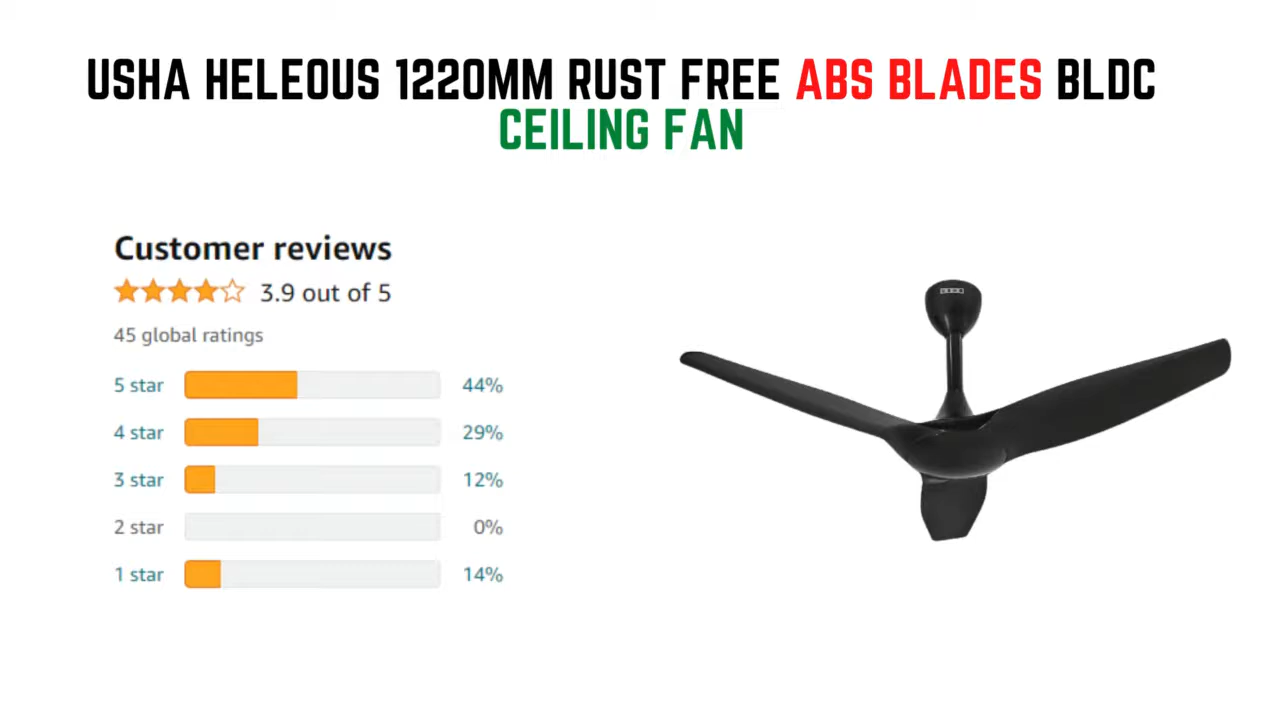 USHA HELEOUS 1220MM RUST FREE ABS BLADES BLDC
CEILING FAN
Customer reviews
3.9 out of 5
45 global ratings
5 star 44%
4 star 29%
3 star 12%
2 star 0%
1 star 14%